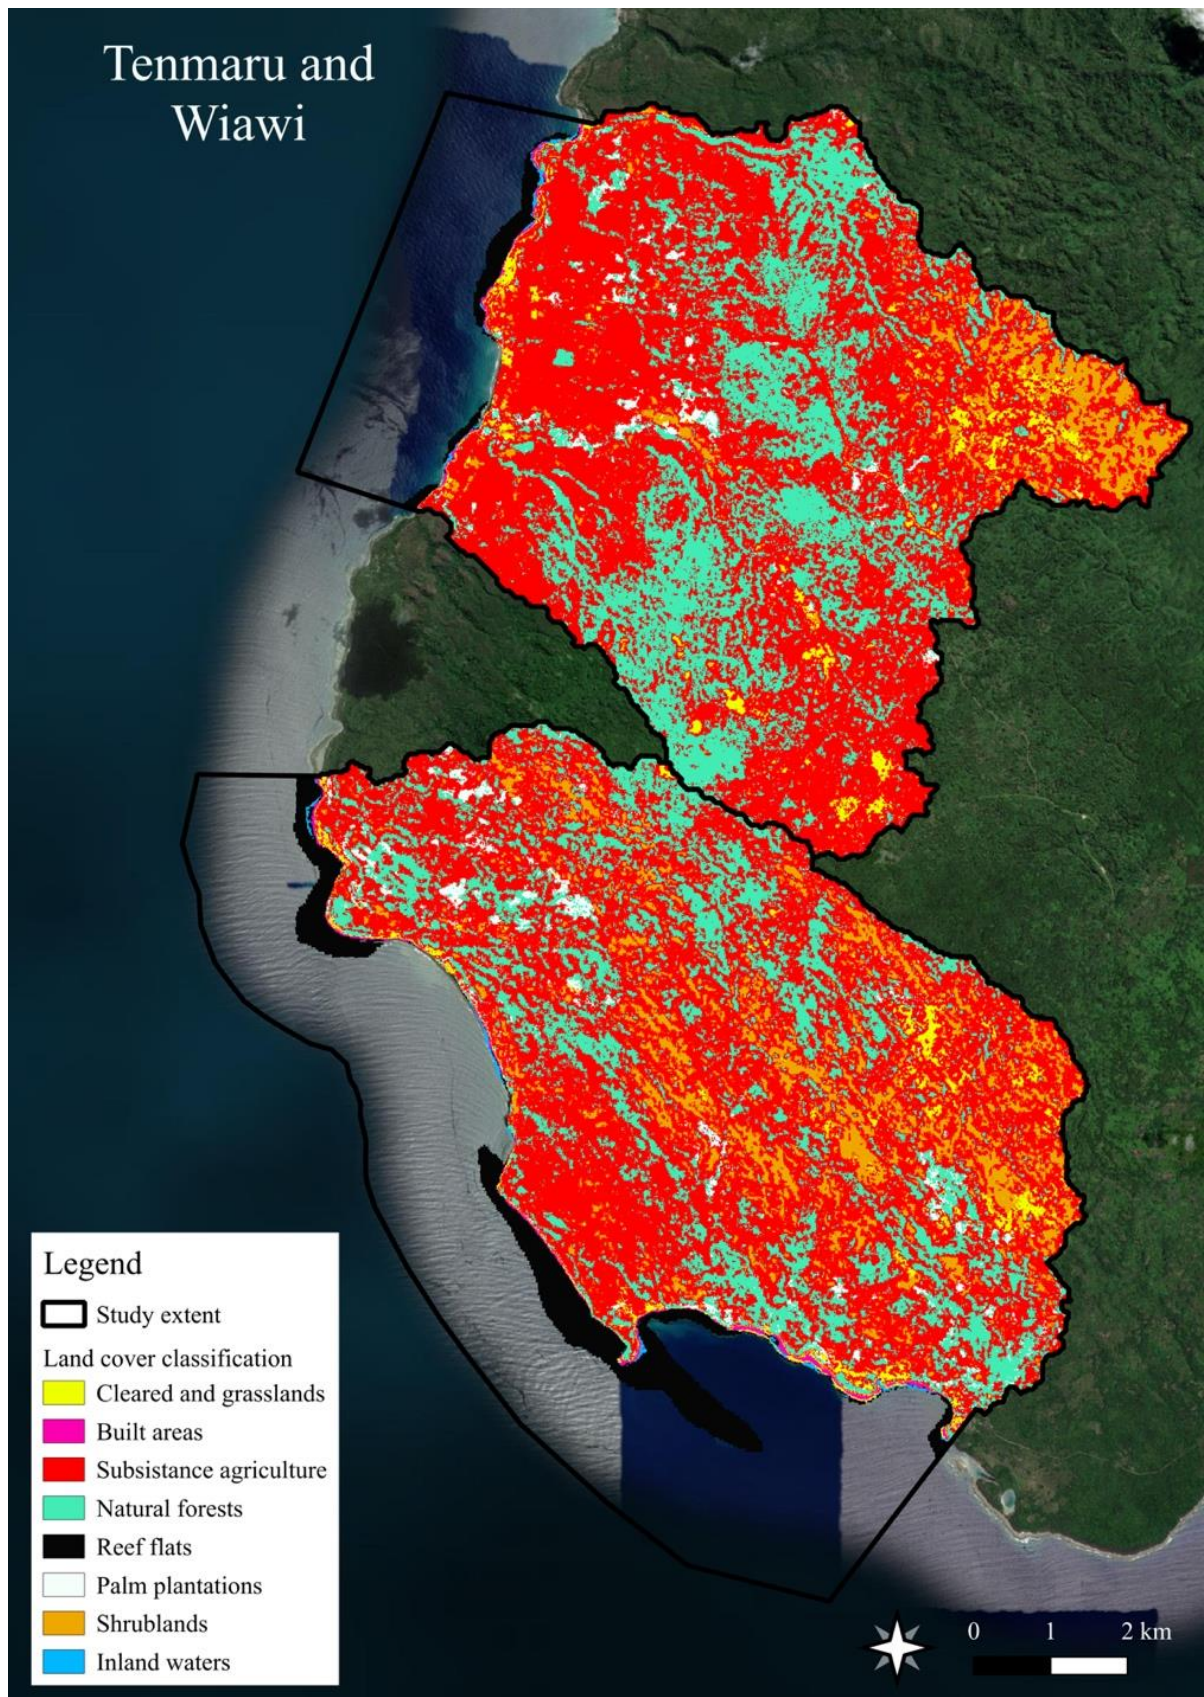 Tenmaru and
Wiawi
Legend
Study extent
Land cover classification
Cleared and grasslands
Built areas
Subsistance agriculture
Natural forests
Reef flats
Palm plantations
Shrublands
Inland waters
0 1 2 km